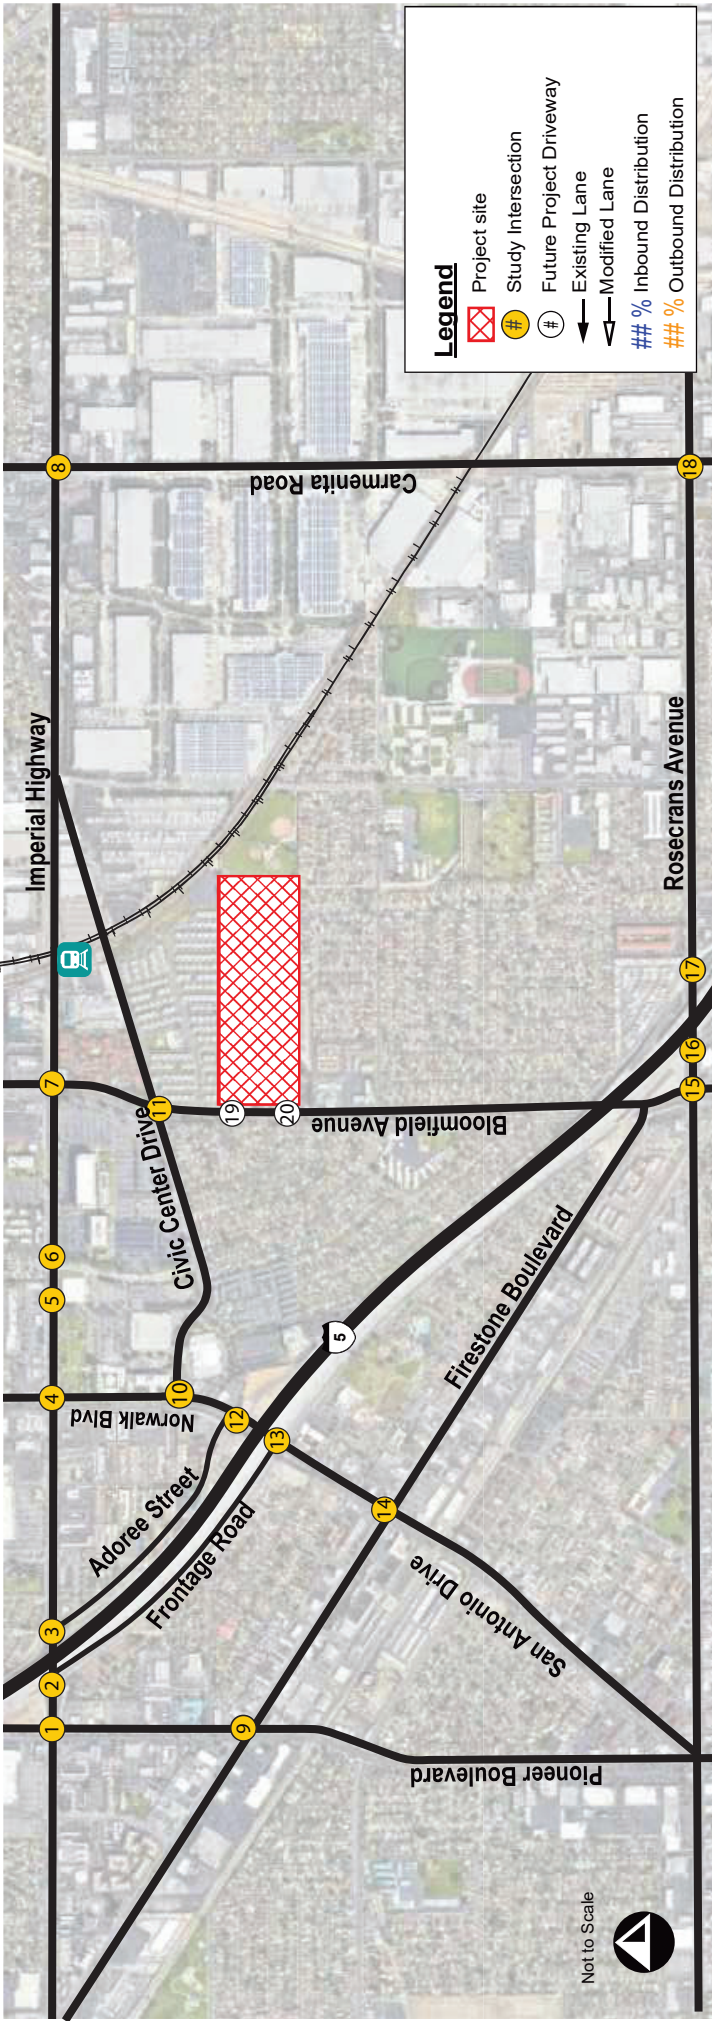 Imperial Highway
Rosecrans Avenue
Carmenita Road
Bloomfield Avenue
Civic Center Drive
Norwalk Blvd
Adoree Street
Frontage Road
Firestone Boulevard
San Antonio Drive
Pioneer Boulevard
1
2
3
4
5
6
7
8
9
10
11
12
13
14
15
16
17
18
19
20
5
Legend
Project site
# Study Intersection
# Future Project Driveway
Existing Lane
Modified Lane
## % Inbound Distribution
## % Outbound Distribution
Not to Scale